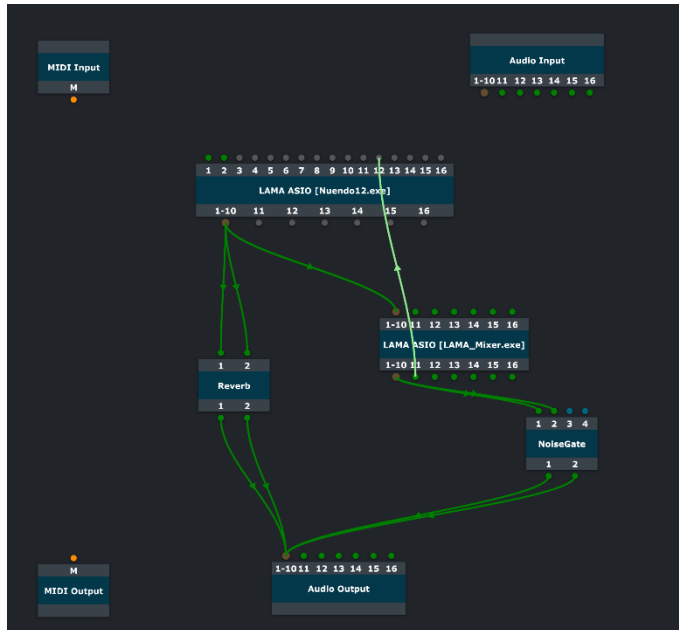 MIDI Input
M
Audio Input
1-10 11 12 13 14 15 16
1 2 3 4 5 6 7 8 9 10 11 12 13 14 15 16
LAMA ASIO [Nuendo12.exe]
1-10 11 12 13 14 15 16
1-10 11 12 13 14 15 16
LAMA ASIO [LAMA_Mixer.exe]
1-10 11 12 13 14 15 16
1 2
Reverb
1 2
1 2 3 4
NoiseGate
1 2
M
MIDI Output
1-10 11 12 13 14 15 16
Audio Output